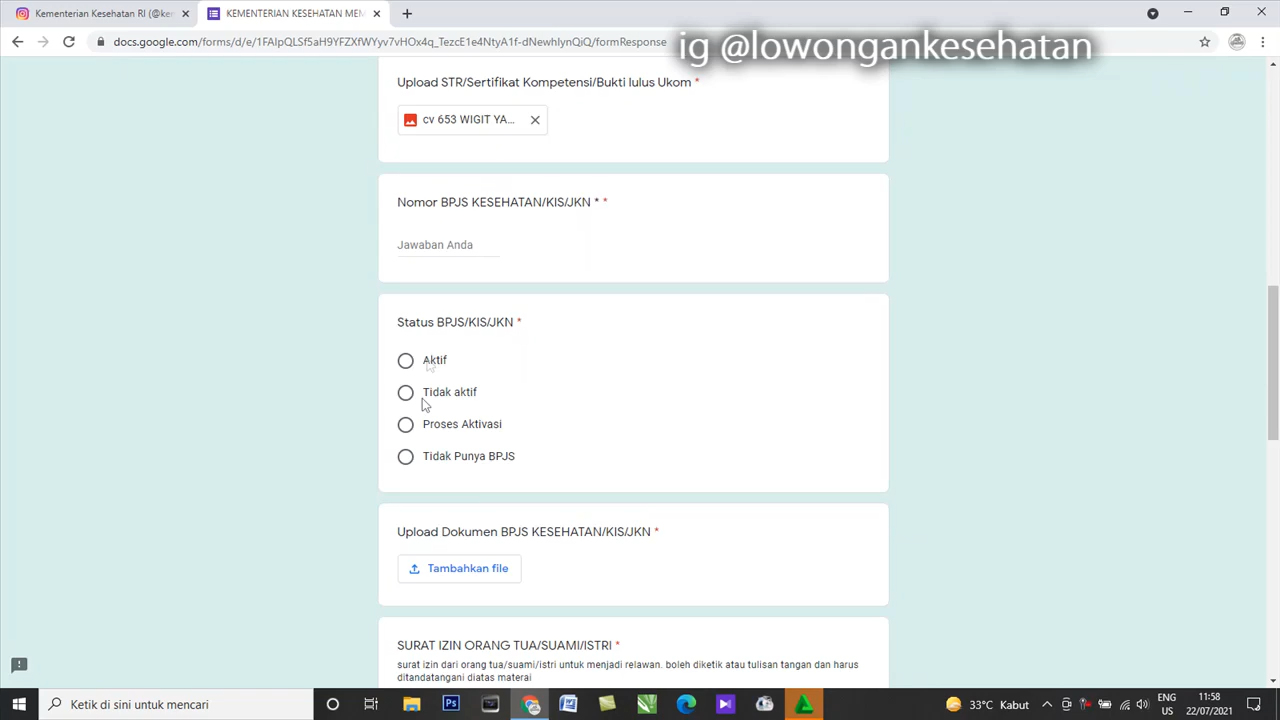 Kementerian Kesehatan RI (@ker
KEMENTERIAN KESEHATAN MEM
docs.google.com/forms/d/e/1FAIpQLSf5aH9YFZXfWYyv7vHOx4q_TezcE1e4NtyA1f-dNewhIynQiQ/formResponse
ig @lowongankesehatan
Upload STR/Sertifikat Kompetensi/Bukti lulus Ukom *
cv 653 WIGIT YA...
Nomor BPJS KESEHATAN/KIS/JKN * *
Jawaban Anda
Status BPJS/KIS/JKN *
Aktif
Tidak aktif
Proses Aktivasi
Tidak Punya BPJS
Upload Dokumen BPJS KESEHATAN/KIS/JKN *
Tambahkan file
SURAT IZIN ORANG TUA/SUAMI/ISTRI *
surat izin dari orang tua/suami/istri untuk menjadi relawan. boleh diketik atau tulisan tangan dan harus
ditandatangani diatas materai
Ketik di sini untuk mencari
Ps
33°C Kabut
ENG
US
11:58
22/07/2021